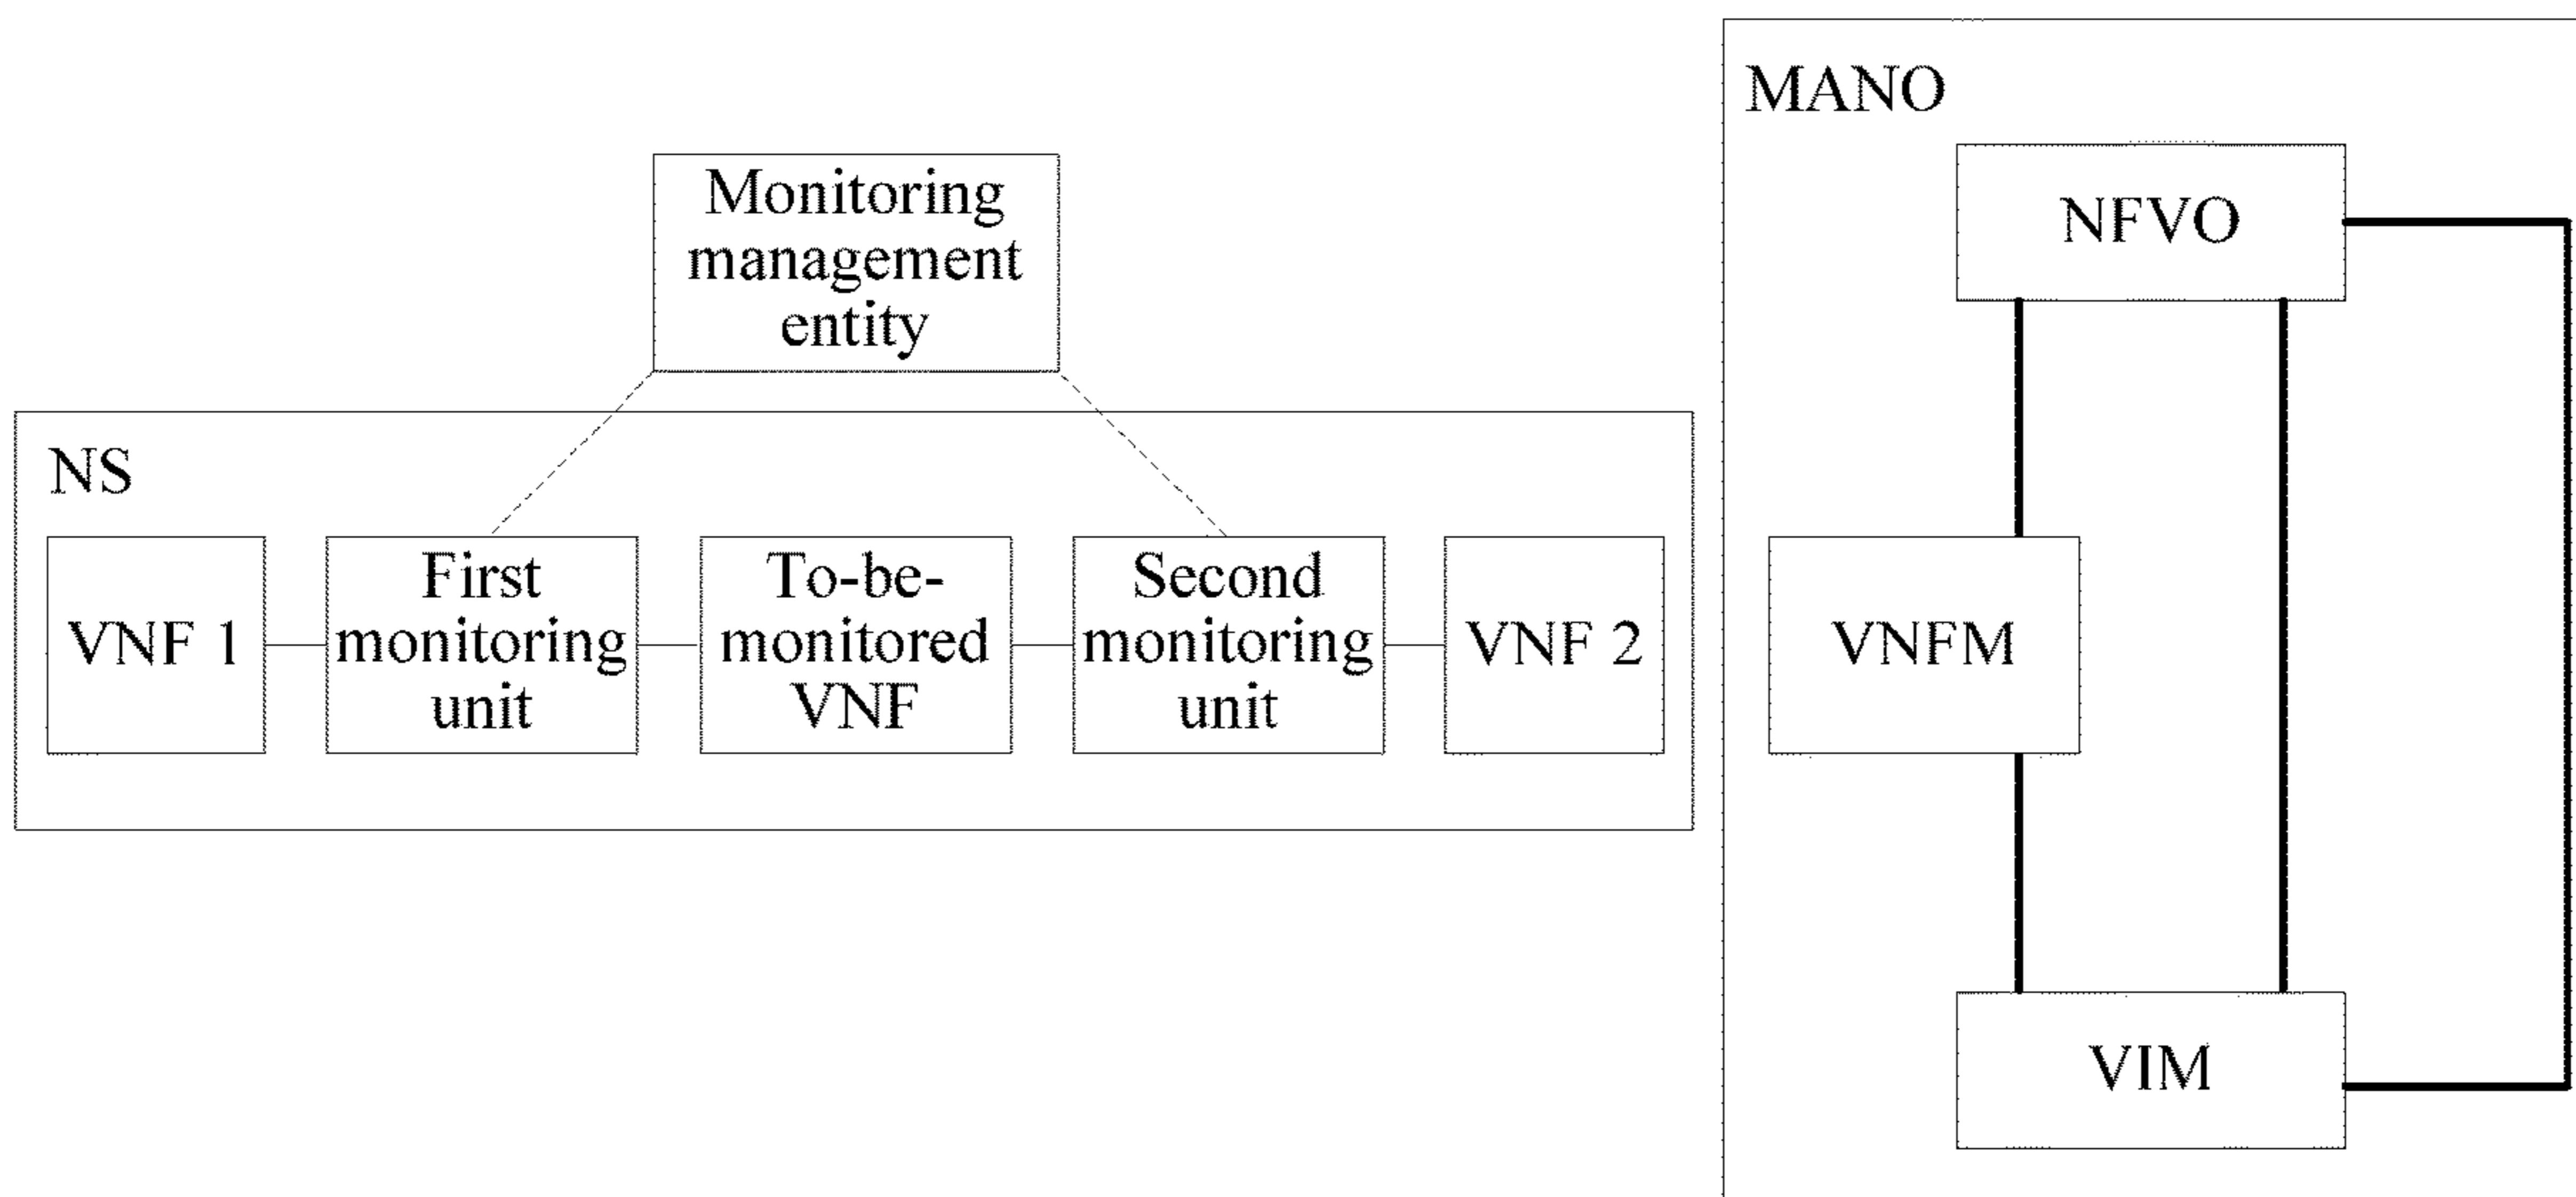 Monitoring
management
entity
NS
VNF 1
First
monitoring
unit
To-be-
monitored
VNF
Second
monitoring
unit
VNF 2
MANO
NFVO
VNFM
VIM